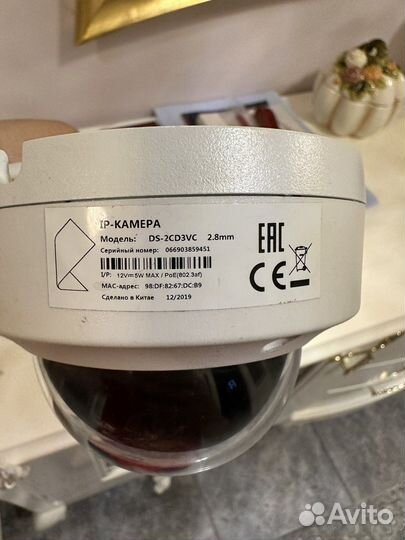 IP-КАМЕРА
Модель: DS-2CD3VC 2.8mm
Серийный номер: 066903859451
I/P: 12V⎓5W MAX / PoE(802.3af)
MAC-адрес: 98:DF:82:67:DC:B9
Сделано в Китае 12/2019
EAC
CE
Avito